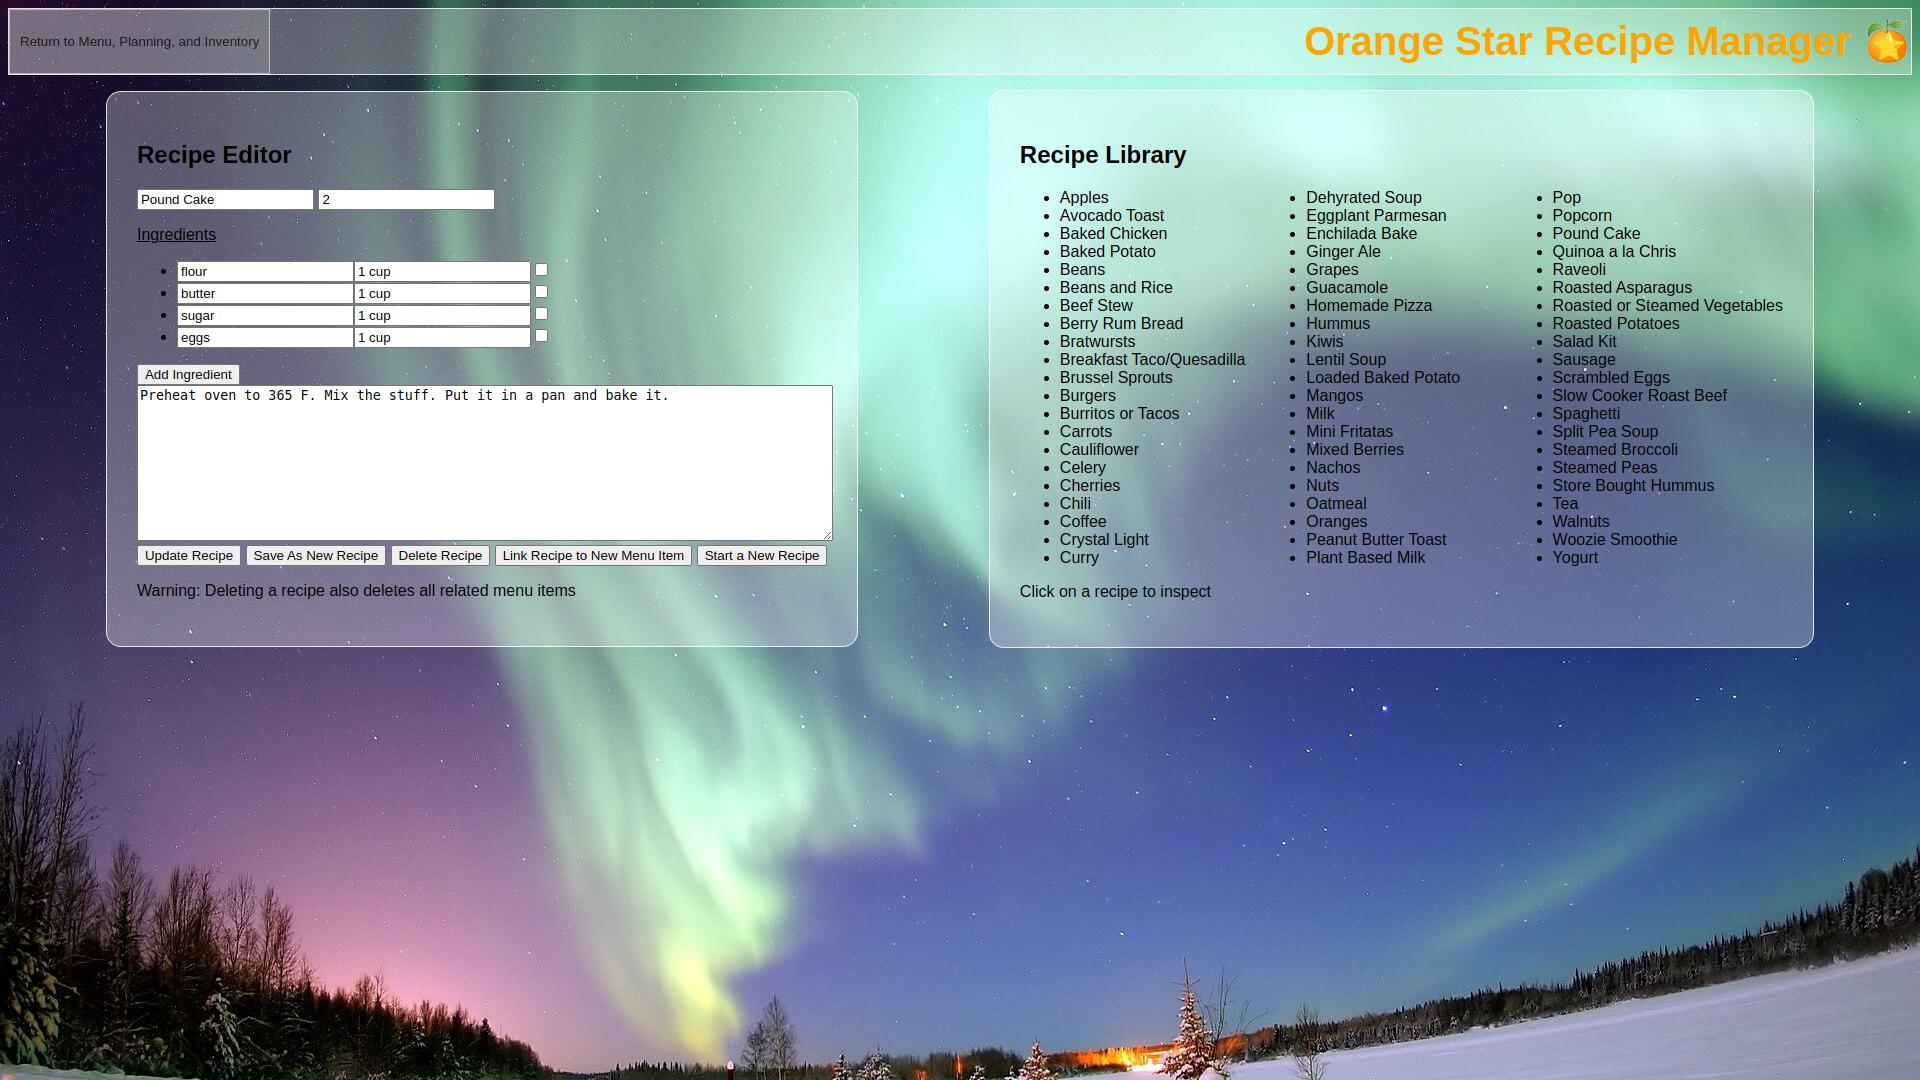 Return to Menu, Planning, and Inventory
Orange Star Recipe Manager
Recipe Editor
Pound Cake
2
Ingredients
flour 1 cup
butter 1 cup
sugar 1 cup
eggs 1 cup
Add Ingredient
Preheat oven to 365 F. Mix the stuff. Put it in a pan and bake it.
Update Recipe
Save As New Recipe
Delete Recipe
Link Recipe to New Menu Item
Start a New Recipe
Warning: Deleting a recipe also deletes all related menu items
Recipe Library
Apples
Avocado Toast
Baked Chicken
Baked Potato
Beans
Beans and Rice
Beef Stew
Berry Rum Bread
Bratwursts
Breakfast Taco/Quesadilla
Brussel Sprouts
Burgers
Burritos or Tacos
Carrots
Cauliflower
Celery
Cherries
Chili
Coffee
Crystal Light
Curry
Dehyrated Soup
Eggplant Parmesan
Enchilada Bake
Ginger Ale
Grapes
Guacamole
Homemade Pizza
Hummus
Kiwis
Lentil Soup
Loaded Baked Potato
Mangos
Milk
Mini Fritatas
Mixed Berries
Nachos
Nuts
Oatmeal
Oranges
Peanut Butter Toast
Plant Based Milk
Pop
Popcorn
Pound Cake
Quinoa a la Chris
Raveoli
Roasted Asparagus
Roasted or Steamed Vegetables
Roasted Potatoes
Salad Kit
Sausage
Scrambled Eggs
Slow Cooker Roast Beef
Spaghetti
Split Pea Soup
Steamed Broccoli
Steamed Peas
Store Bought Hummus
Tea
Walnuts
Woozie Smoothie
Yogurt
Click on a recipe to inspect